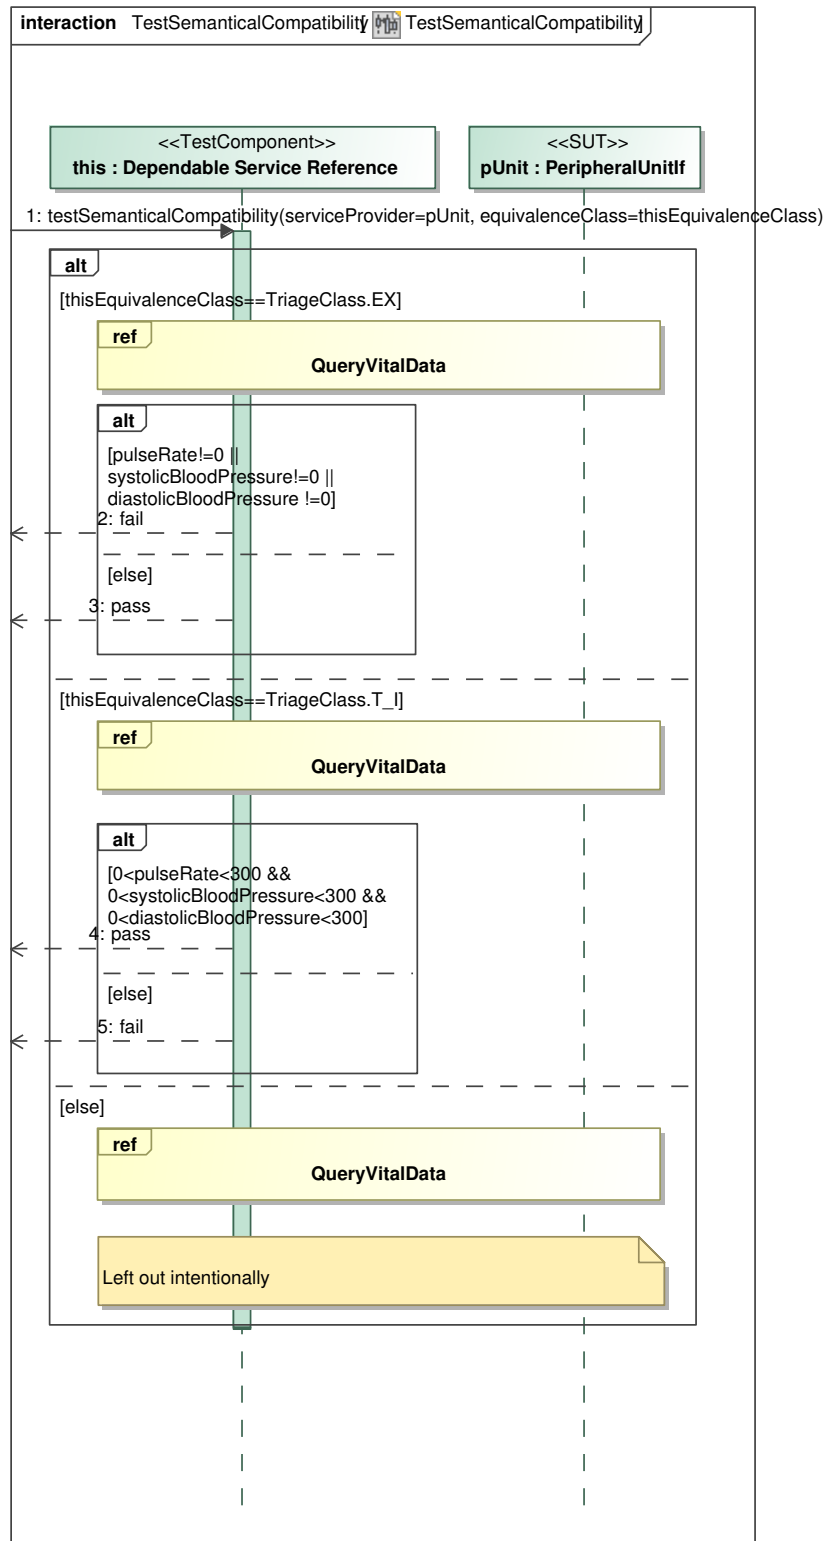 interaction TestSemanticalCompatibility[ TestSemanticalCompatibility]
<<TestComponent>>
this : Dependable Service Reference
<<SUT>>
pUnit : PeripheralUnitIf
1: testSemanticalCompatibility(serviceProvider=pUnit, equivalenceClass=thisEquivalenceClass)
alt
[thisEquivalenceClass==TriageClass.EX]
ref
QueryVitalData
alt
[pulseRate!=0 ||
systolicBloodPressure!=0 ||
diastolicBloodPressure !=0]
2: fail
[else]
3: pass
[thisEquivalenceClass==TriageClass.T_I]
ref
QueryVitalData
alt
[0<pulseRate<300 &&
0<systolicBloodPressure<300 &&
0<diastolicBloodPressure<300]
4: pass
[else]
5: fail
[else]
ref
QueryVitalData
Left out intentionally